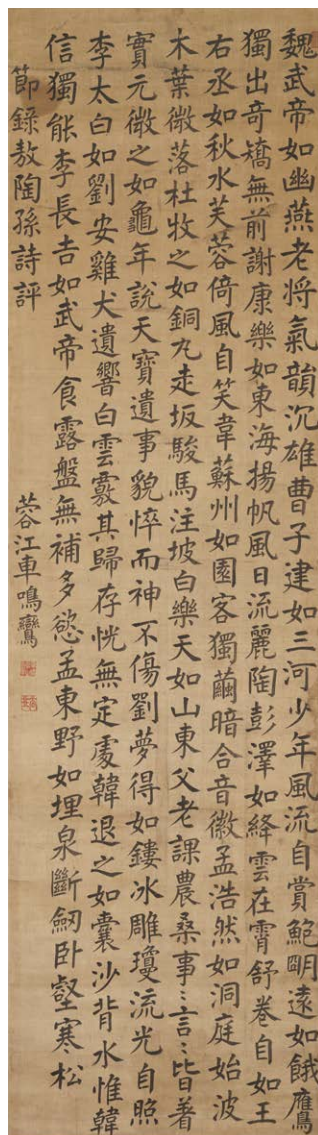 魏武帝如幽燕老将氣韻沉雄曹子建如三河少年風流自賞鮑明遠如餓鷹
獨出奇矯無前謝康樂如東海揚帆風日流麗陶彭澤如絳雲在霄舒卷自如王
右丞如秋水芙蓉倚風自笑韋蘇州如園客獨繭暗合音徽孟浩然如洞庭始波
木葉微落杜牧之如銅丸走坂駿馬注坡白樂天如山東父老課農桑事〻言〻皆著
實元微之如龜年說天寶遺事貌悴而神不傷劉夢得如鏤冰雕瓊流光自照
李太白如劉安雞犬遺響白雲覈其歸存恍無定處韓退之如囊沙背水惟韓
信獨能李長吉如武帝食露盤無補多慾孟東野如埋泉斷劒卧壑寒松
節錄敖陶孫詩評
蓉江車鳴鸞